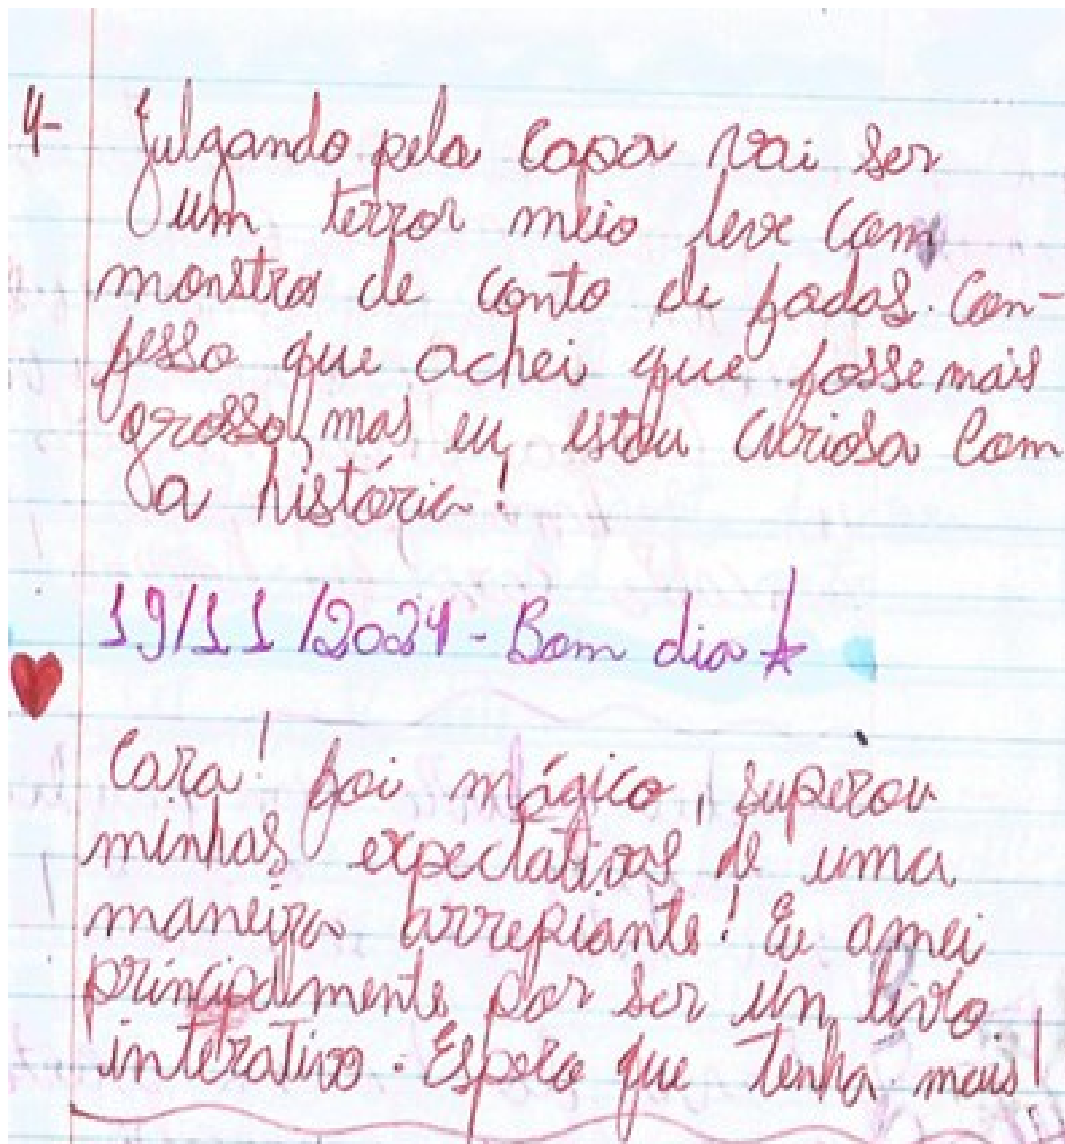 4- Julgando pela capa vai ser
um terror meio leve com
monstros de conto de fadas. Con-
fesso que achei que fosse mais
grosso, mas eu estou curiosa com
a história!
19/11/2024 - Bom dia
Cara! foi mágico, superou
minhas expectativas de uma
maneira arrepiante! Eu amei
principalmente por ser um livro
interativo. Espero que tenha mais!